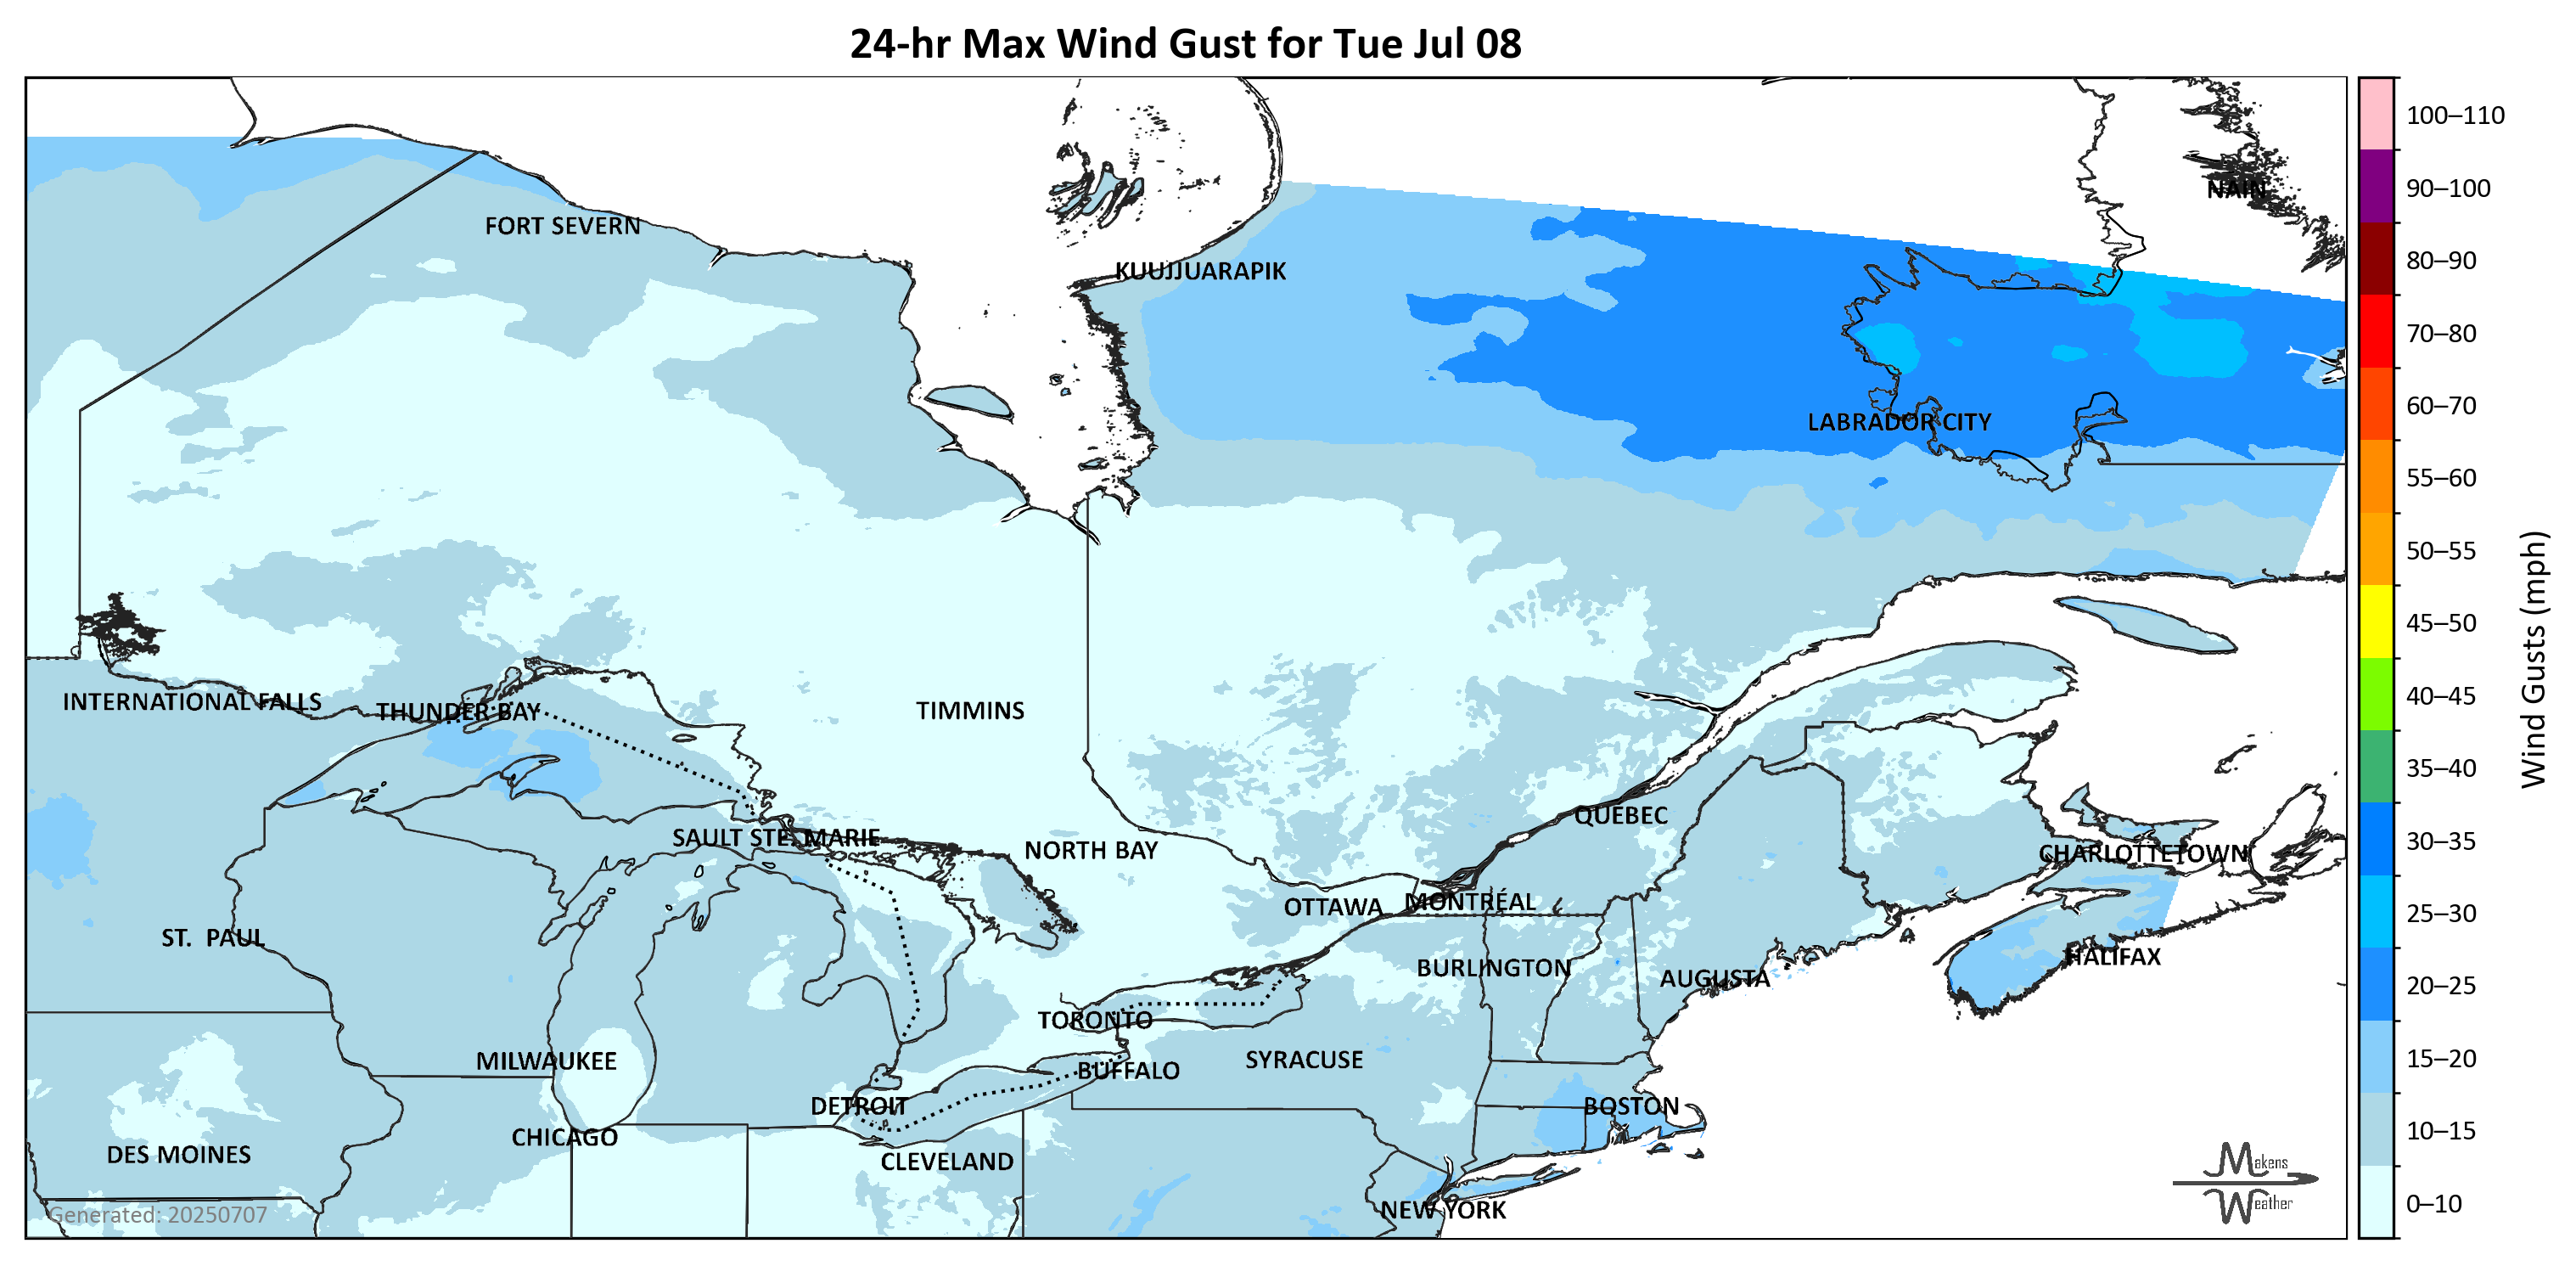 24-hr Max Wind Gust for Tue Jul 08
NAIN
FORT SEVERN
KUUJJUARAPIK
LABRADOR CITY
INTERNATIONAL FALLS
THUNDER BAY
TIMMINS
SAULT STE. MARIE
NORTH BAY
QUÉBEC
CHARLOTTETOWN
OTTAWA
MONTRÉAL
ST. PAUL
BURLINGTON
AUGUSTA
HALIFAX
TORONTO
MILWAUKEE
BUFFALO
SYRACUSE
DETROIT
BOSTON
CHICAGO
DES MOINES
CLEVELAND
NEW YORK
Generated: 20250707
Makens
Weather
100–110
90–100
80–90
70–80
60–70
55–60
50–55
45–50
40–45
35–40
30–35
25–30
20–25
15–20
10–15
0–10
Wind Gusts (mph)